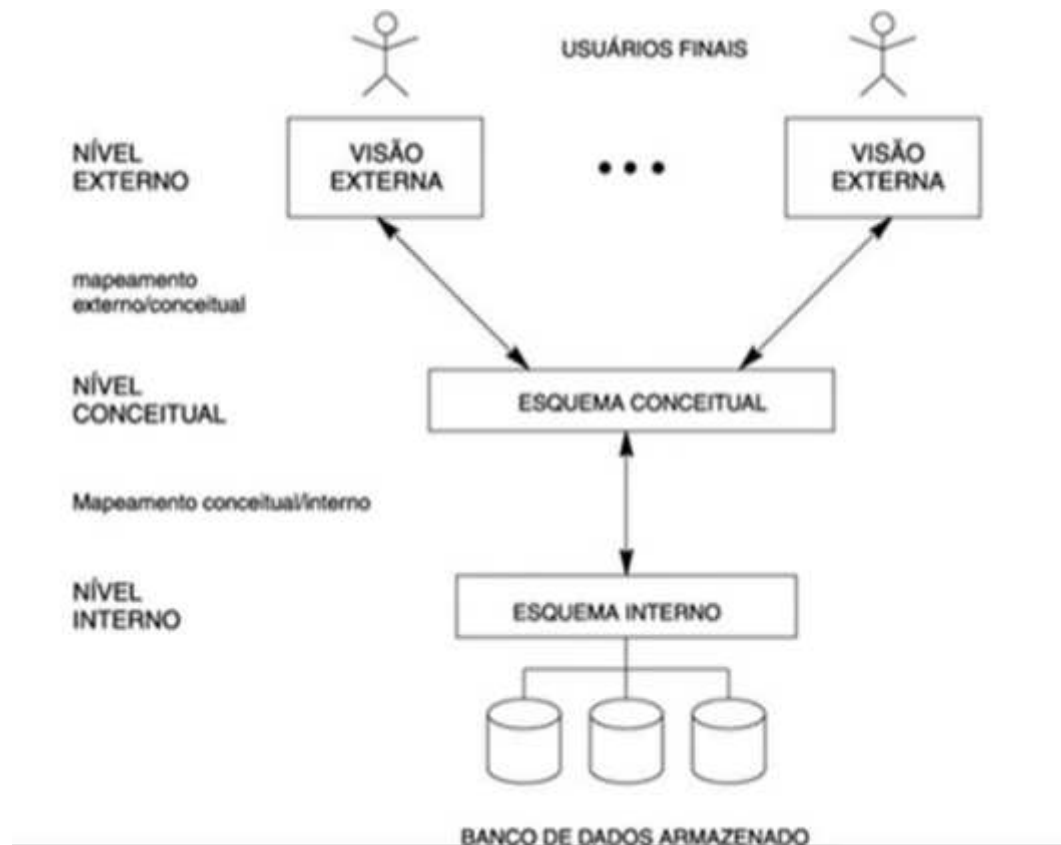 USUÁRIOS FINAIS
NÍVEL
EXTERNO
VISÃO
EXTERNA
VISÃO
EXTERNA
mapeamento
externo/conceitual
NÍVEL
CONCEITUAL
ESQUEMA CONCEITUAL
Mapeamento conceitual/interno
NÍVEL
INTERNO
ESQUEMA INTERNO
BANCO DE DADOS ARMAZENADO